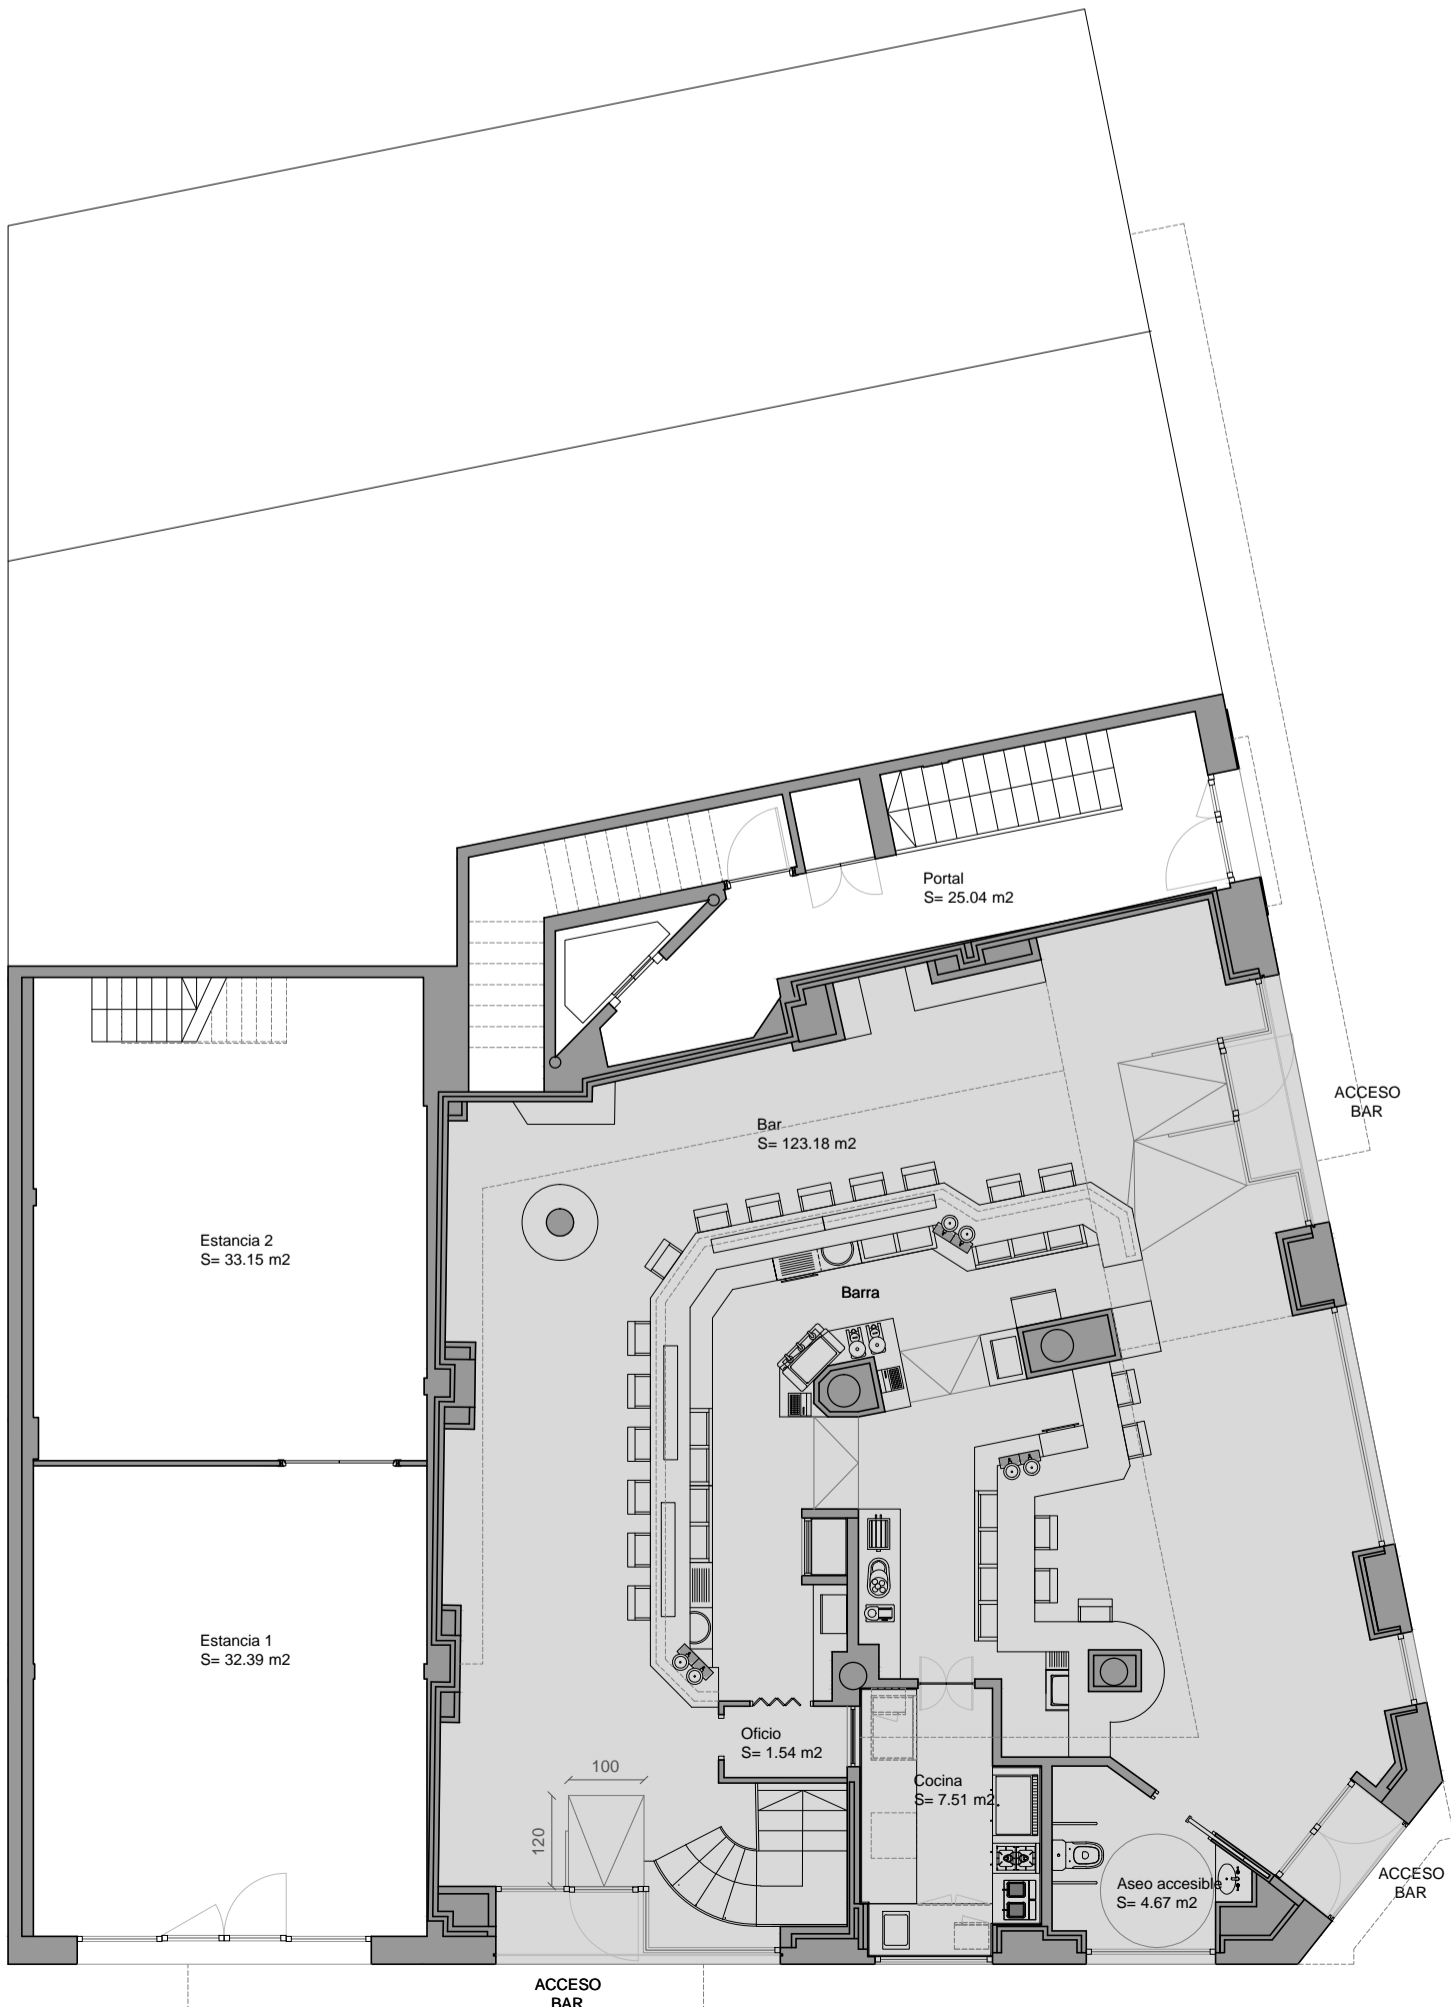 Portal
S= 25.04 m2
ACCESO
BAR
Bar
S= 123.18 m2
Estancia 2
S= 33.15 m2
Barra
Estancia 1
S= 32.39 m2
Oficio
S= 1.54 m2
100
120
Cocina
S= 7.51 m2
Aseo accesible
S= 4.67 m2
ACCESO
BAR
ACCESO
BAR